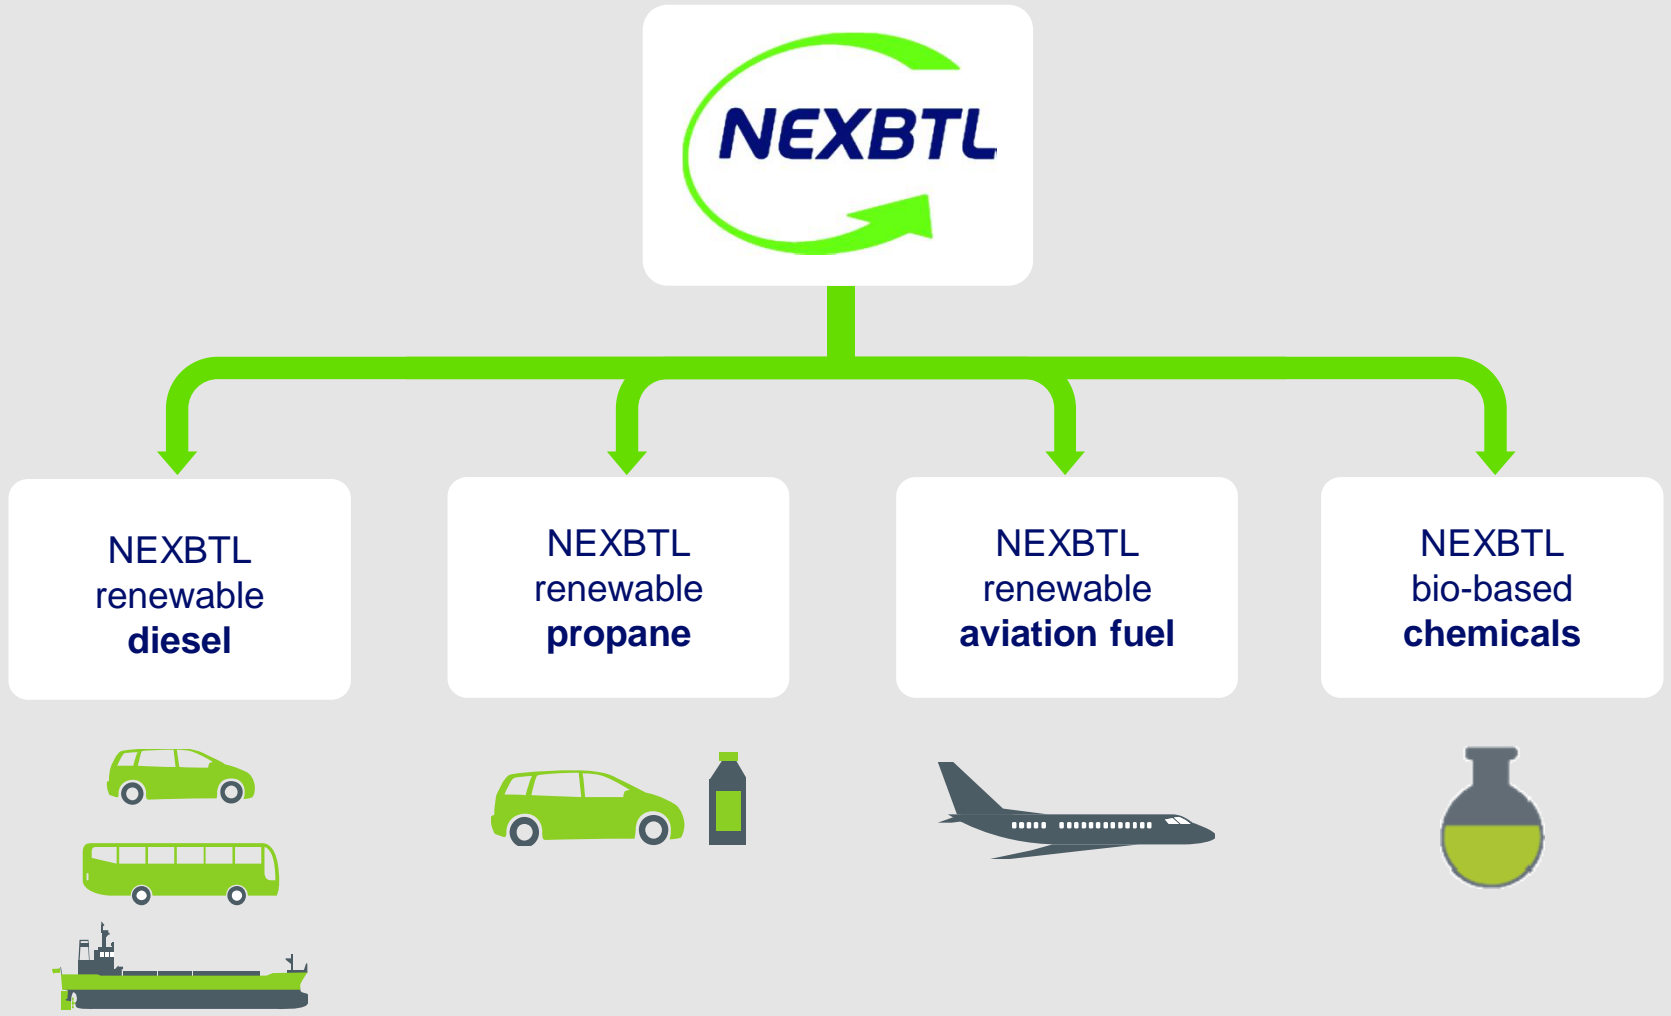 NEXBTL
NEXBTL
renewable
diesel
NEXBTL
renewable
propane
NEXBTL
renewable
aviation fuel
NEXBTL
bio-based
chemicals